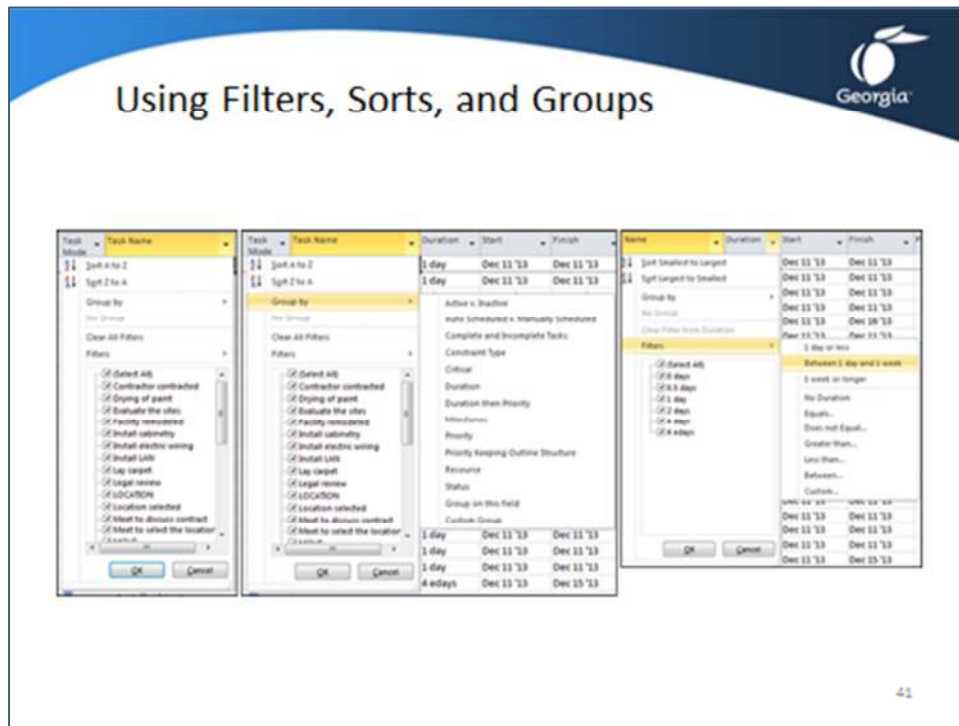 Georgia
Using Filters, Sorts, and Groups
Task Mode
Task Name
Sort A to Z
Sort Z to A
Group by
No Group
Clear All Filters
Filters
(Select All)
Contractor contracted
Drying of paint
Evaluate the sites
Facility remodeled
Install cabinetry
Install electric wiring
Install LAN
Lay carpet
Legal review
LOCATION
Location selected
Meet to discuss contract
Meet to select the location
OK
Cancel
Task Mode
Task Name
Duration
Start
Finish
Sort A to Z
1 day
Dec 11 '13
Dec 11 '13
Sort Z to A
1 day
Dec 11 '13
Dec 11 '13
Group by
No Group
Clear All Filters
Filters
(Select All)
Contractor contracted
Drying of paint
Evaluate the sites
Facility remodeled
Install cabinetry
Install electric wiring
Install LAN
Lay carpet
Legal review
LOCATION
Location selected
Meet to discuss contract
Meet to select the location
OK
Cancel
Active v. Inactive
Auto Scheduled v. Manually Scheduled
Complete and Incomplete Tasks
Constraint Type
Critical
Duration
Duration then Priority
Milestones
Priority
Priority Keeping Outline Structure
Resource
Status
Group on this field
Custom Group
1 day
Dec 11 '13
Dec 11 '13
1 day
Dec 11 '13
Dec 11 '13
1 day
Dec 11 '13
Dec 11 '13
4 edays
Dec 11 '13
Dec 15 '13
Name
Duration
Start
Finish
Sort Smallest to Largest
Sort Largest to Smallest
Group by
No Group
Clear Filter from Duration
Filters
(Select All)
0 days
0.5 days
1 day
2 days
4 days
4 edays
OK
Cancel
Dec 11 '13
Dec 11 '13
Dec 11 '13
Dec 11 '13
Dec 11 '13
Dec 11 '13
Dec 11 '13
Dec 11 '13
Dec 11 '13
Dec 16 '13
Dec 11 '13
Dec 11 '13
1 day or less
Between 1 day and 1 week
1 week or longer
No Duration
Equals...
Does not Equal...
Greater than...
Less than...
Between...
Custom...
Dec 11 '13
Dec 11 '13
Dec 11 '13
Dec 11 '13
Dec 11 '13
Dec 11 '13
Dec 11 '13
Dec 11 '13
Dec 15 '13
41